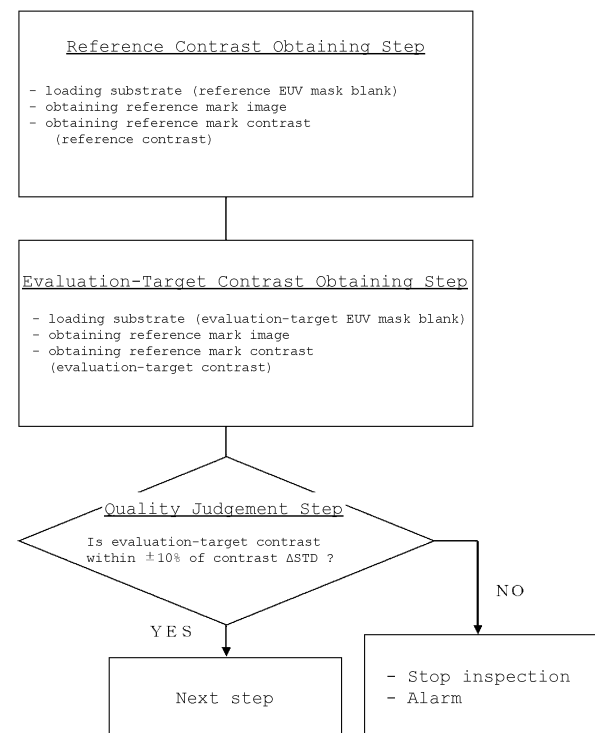 Reference Contrast Obtaining Step
- loading substrate (reference EUV mask blank)
- obtaining reference mark image
- obtaining reference mark contrast
(reference contrast)
Evaluation-Target Contrast Obtaining Step
- loading substrate (evaluation-target EUV mask blank)
- obtaining reference mark image
- obtaining reference mark contrast
(evaluation-target contrast)
Quality Judgement Step
Is evaluation-target contrast
within ±10% of contrast ΔSTD ?
YES
NO
Next step
- Stop inspection
- Alarm